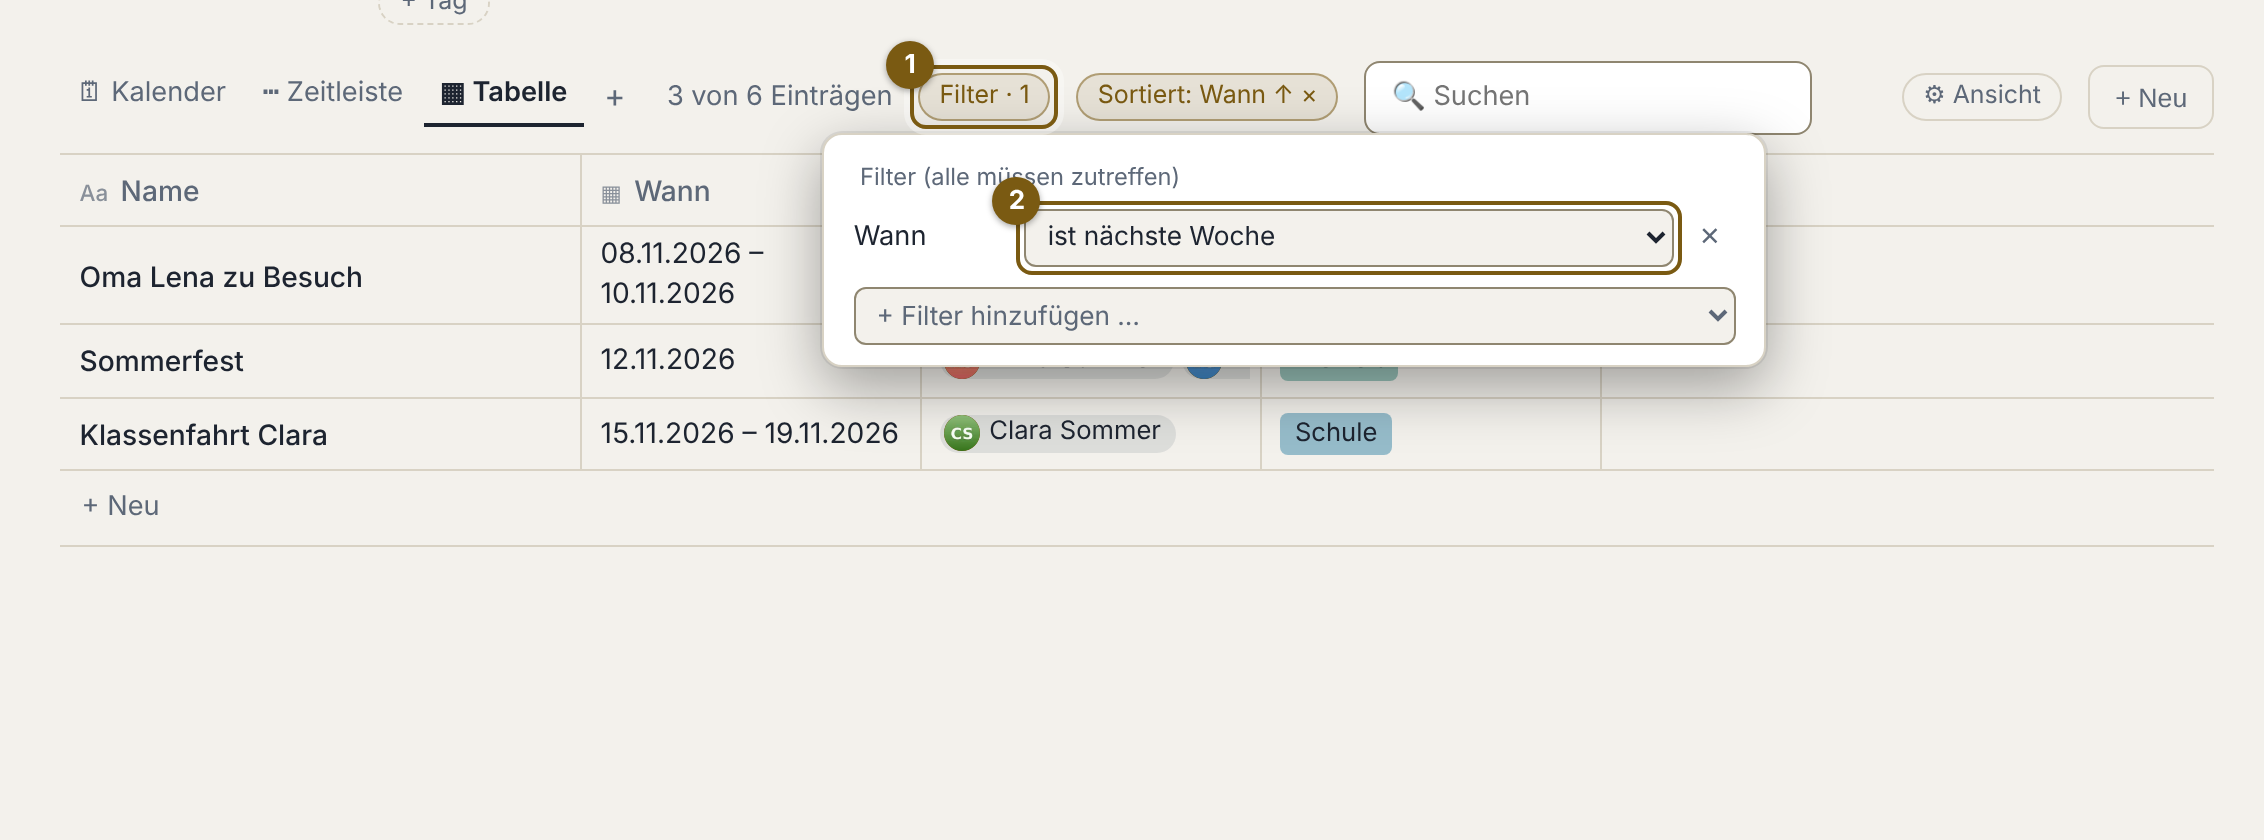 + Tag
Kalender
Zeitleiste
Tabelle
+
3 von 6 Einträgen
1
Filter · 1
Sortiert: Wann ↑ ×
Suchen
Ansicht
+ Neu
Aa Name
Wann
Filter (alle müssen zutreffen)
2
Wann
ist nächste Woche
×
+ Filter hinzufügen ...
Oma Lena zu Besuch
08.11.2026 –
10.11.2026
Sommerfest
12.11.2026
Klassenfahrt Clara
15.11.2026 – 19.11.2026
CS Clara Sommer
Schule
+ Neu